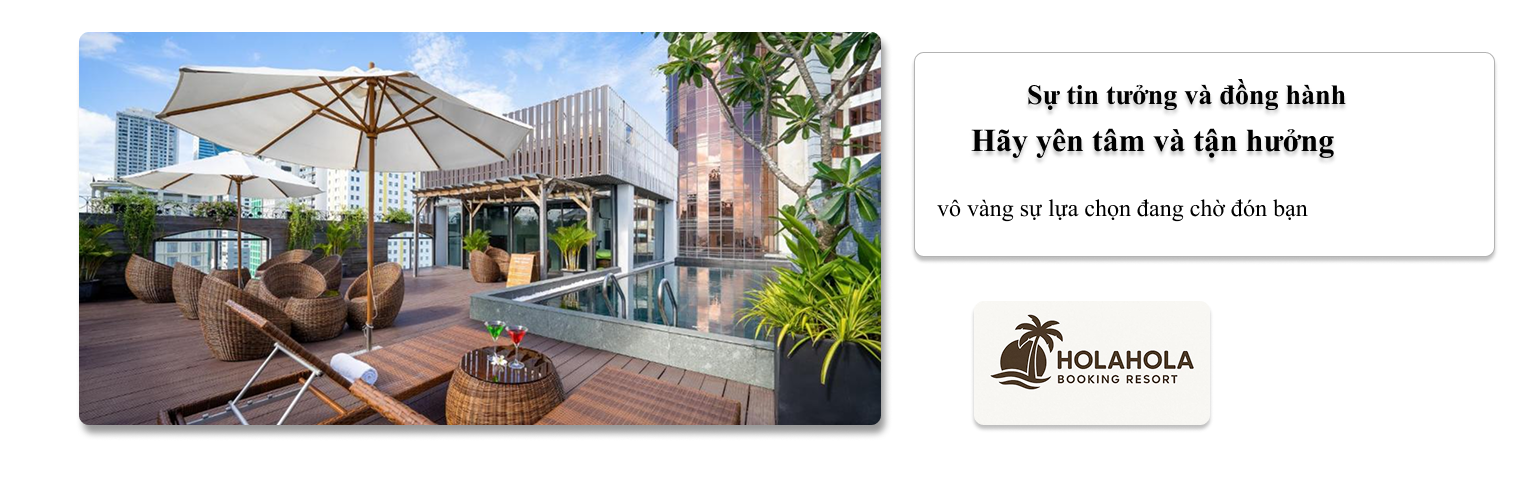 Sự tin tưởng và đồng hành
Hãy yên tâm và tận hưởng
vô vàng sự lựa chọn đang chờ đón bạn
HOLAHOLA
BOOKING RESORT